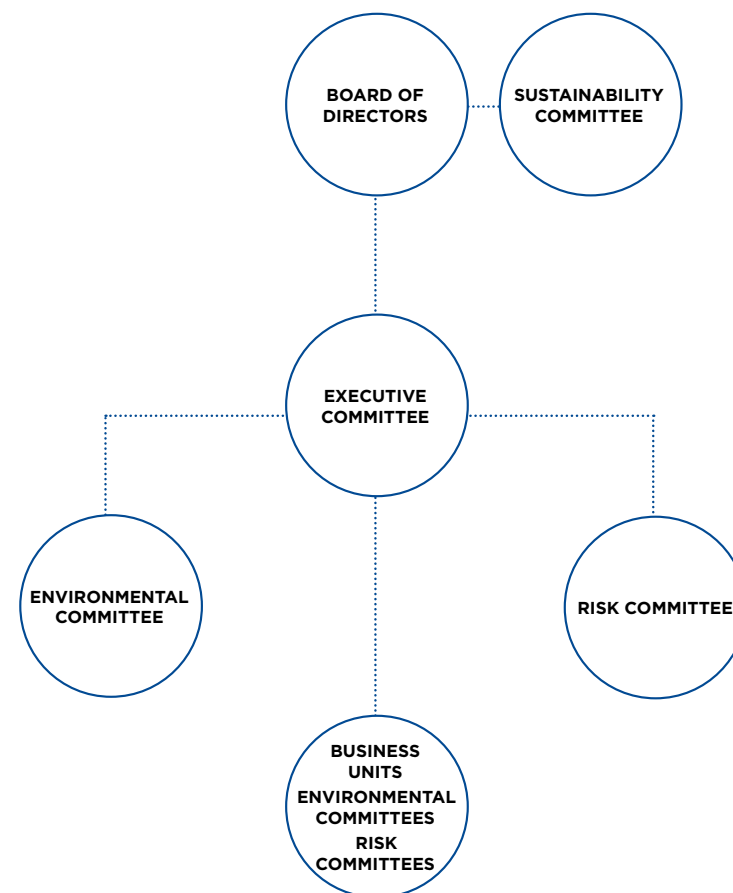 BOARD OF
DIRECTORS
SUSTAINABILITY
COMMITTEE
EXECUTIVE
COMMITTEE
ENVIRONMENTAL
COMMITTEE
RISK COMMITTEE
BUSINESS
UNITS
ENVIRONMENTAL
COMMITTEES
RISK
COMMITTEES